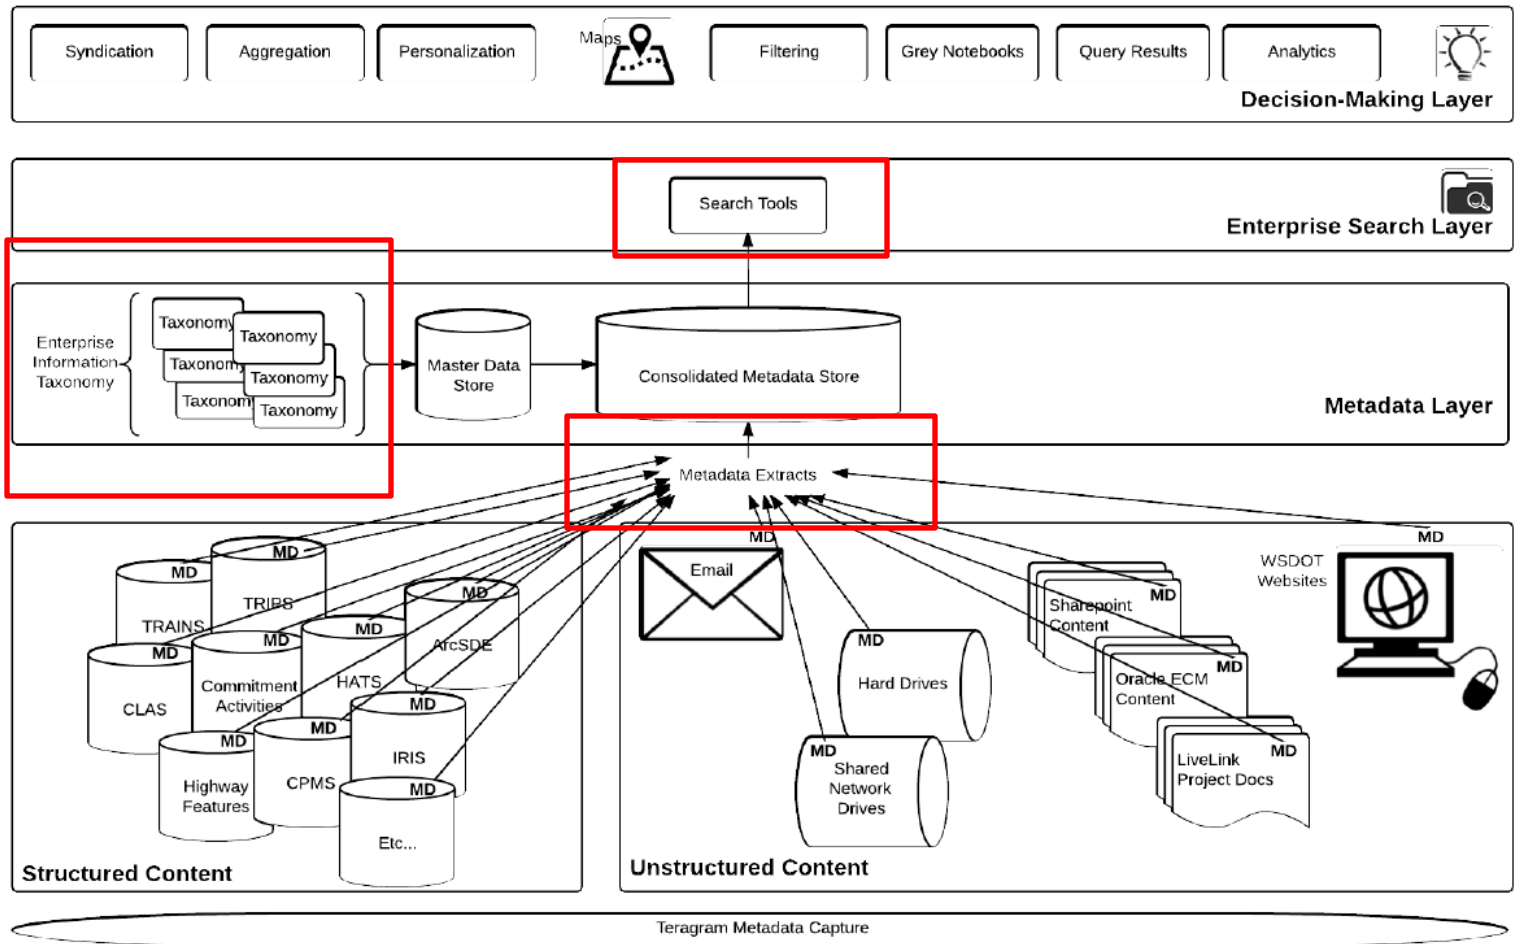 Syndication
Aggregation
Personalization
Maps
Filtering
Grey Notebooks
Query Results
Analytics
Decision-Making Layer
Search Tools
Enterprise Search Layer
Enterprise
Information
Taxonomy
Taxonomy
Taxonomy
Taxonomy
Taxonomy
Taxonomy
Taxonomy
Master Data
Store
Consolidated Metadata Store
Metadata Layer
Metadata Extracts
MD
TRAINS
MD
TRIPS
MD
ArcSDE
MD
CLAS
MD
Commitment
Activities
MD
HATS
MD
Highway
Features
MD
CPMS
MD
IRIS
MD
Etc...
Structured Content
MD
Email
MD
Hard Drives
MD
Shared
Network
Drives
MD
Sharepoint
Content
MD
Oracle ECM
Content
MD
LiveLink
Project Docs
MD
WSDOT
Websites
Unstructured Content
Teragram Metadata Capture